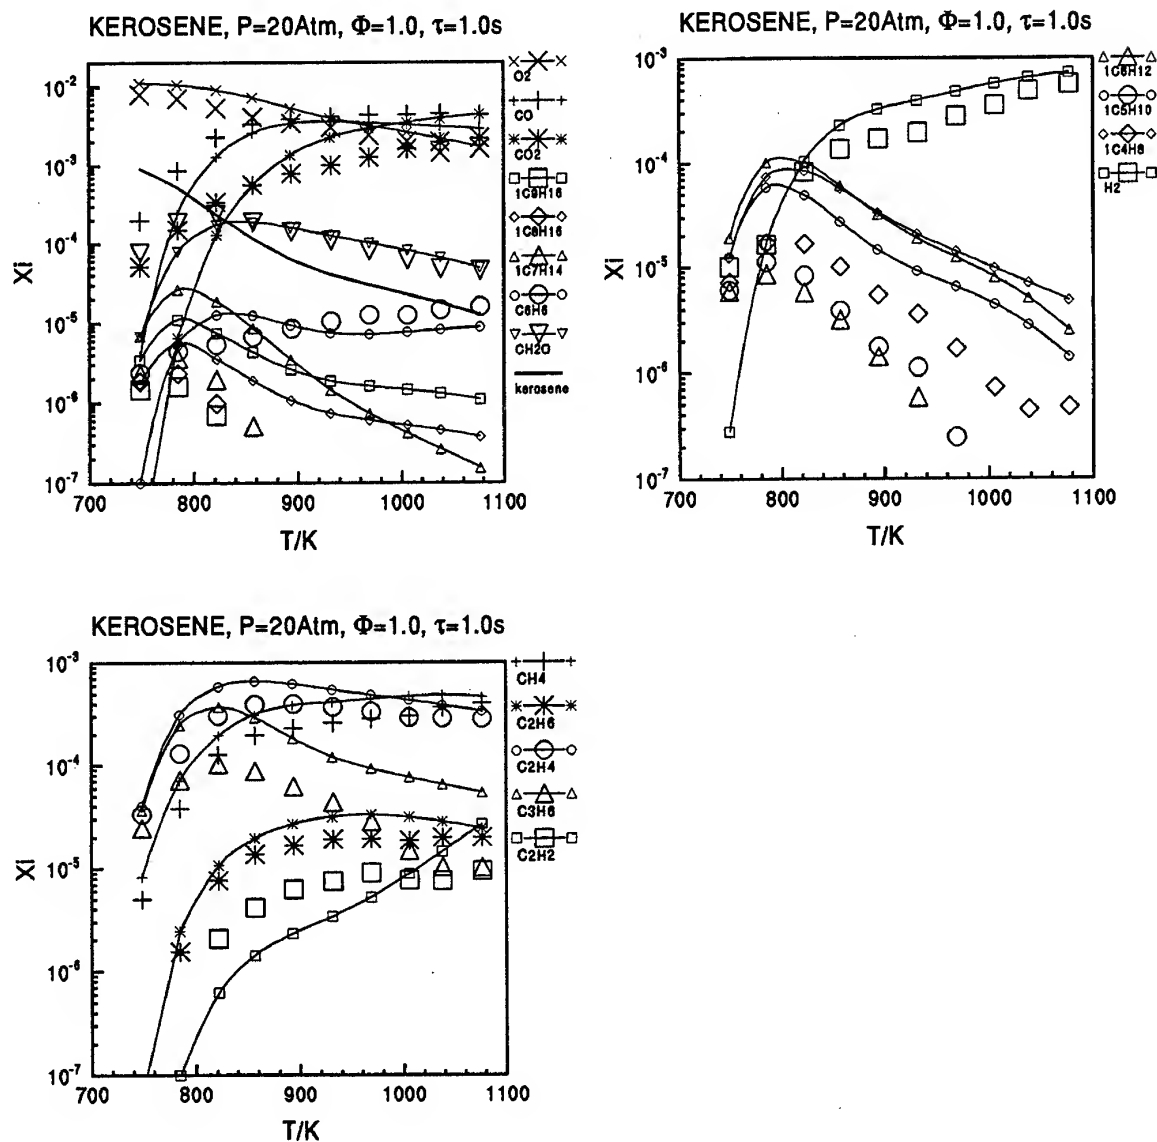 KEROSENE, P=20Atm, Φ=1.0, τ=1.0s
10⁻²
10⁻³
10⁻⁴
10⁻⁵
10⁻⁶
10⁻⁷
Xi
700 800 900 1000 1100
T/K
O2
CO
CO2
1C9H16
1C8H16
1C7H14
C6H6
CH2O
kerosene
KEROSENE, P=20Atm, Φ=1.0, τ=1.0s
10⁻³
10⁻⁴
10⁻⁵
10⁻⁶
10⁻⁷
Xi
700 800 900 1000 1100
T/K
1C6H12
1C5H10
1C4H8
H2
KEROSENE, P=20Atm, Φ=1.0, τ=1.0s
10⁻³
10⁻⁴
10⁻⁵
10⁻⁶
10⁻⁷
Xi
700 800 900 1000 1100
T/K
CH4
C2H6
C2H4
C3H6
C2H2